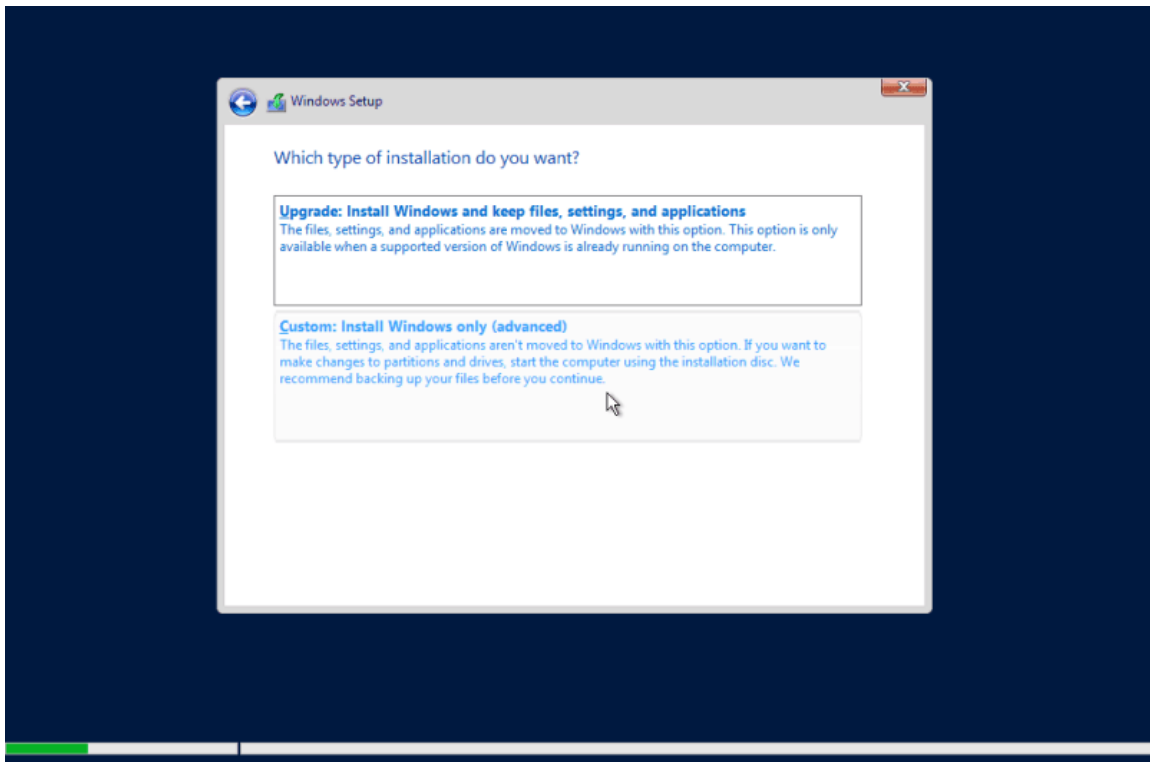 Windows Setup
Which type of installation do you want?
Upgrade: Install Windows and keep files, settings, and applications
The files, settings, and applications are moved to Windows with this option. This option is only
available when a supported version of Windows is already running on the computer.
Custom: Install Windows only (advanced)
The files, settings, and applications aren't moved to Windows with this option. If you want to
make changes to partitions and drives, start the computer using the installation disc. We
recommend backing up your files before you continue.